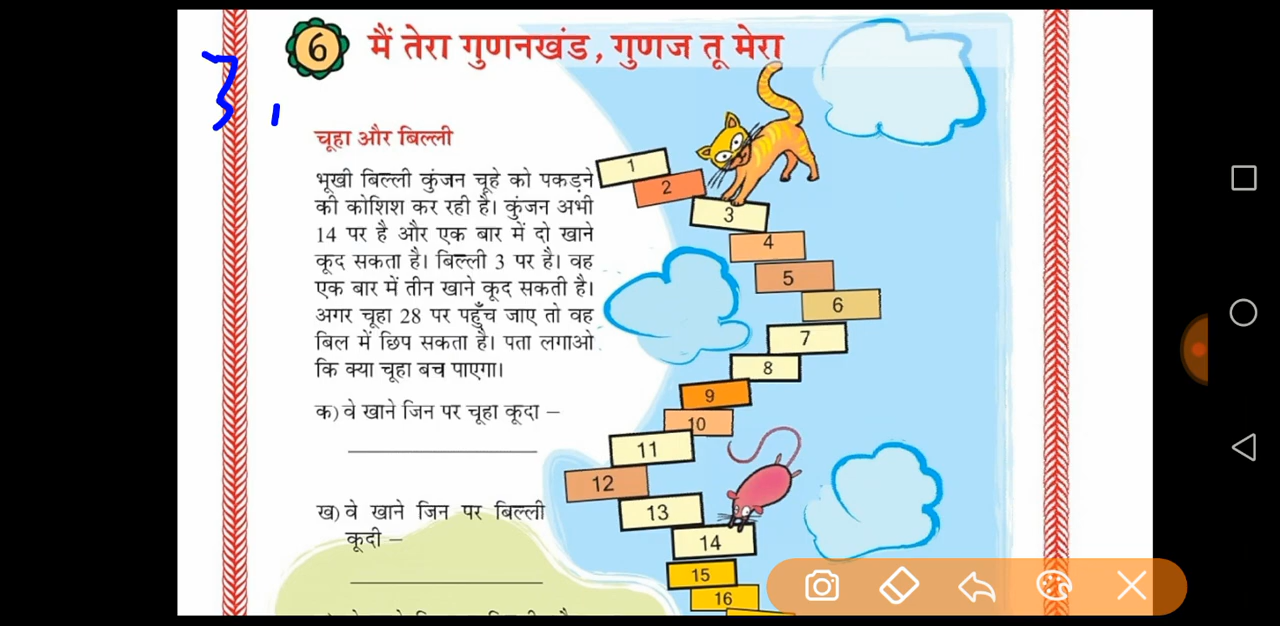 6 मैं तेरा गुणनखंड, गुणज तू मेरा
3,
चूहा और बिल्ली
भूखी बिल्ली कुंजन चूहे को पकड़ने
की कोशिश कर रही है। कुंजन अभी
14 पर है और एक बार में दो खाने
कूद सकता है। बिल्ली 3 पर है। वह
एक बार में तीन खाने कूद सकती है।
अगर चूहा 28 पर पहुँच जाए तो वह
बिल में छिप सकता है। पता लगाओ
कि क्या चूहा बच पाएगा।
क) वे खाने जिन पर चूहा कूदा –
ख) वे खाने जिन पर बिल्ली
कूदी –
1
2
3
4
5
6
7
8
9
10
11
12
13
14
15
16